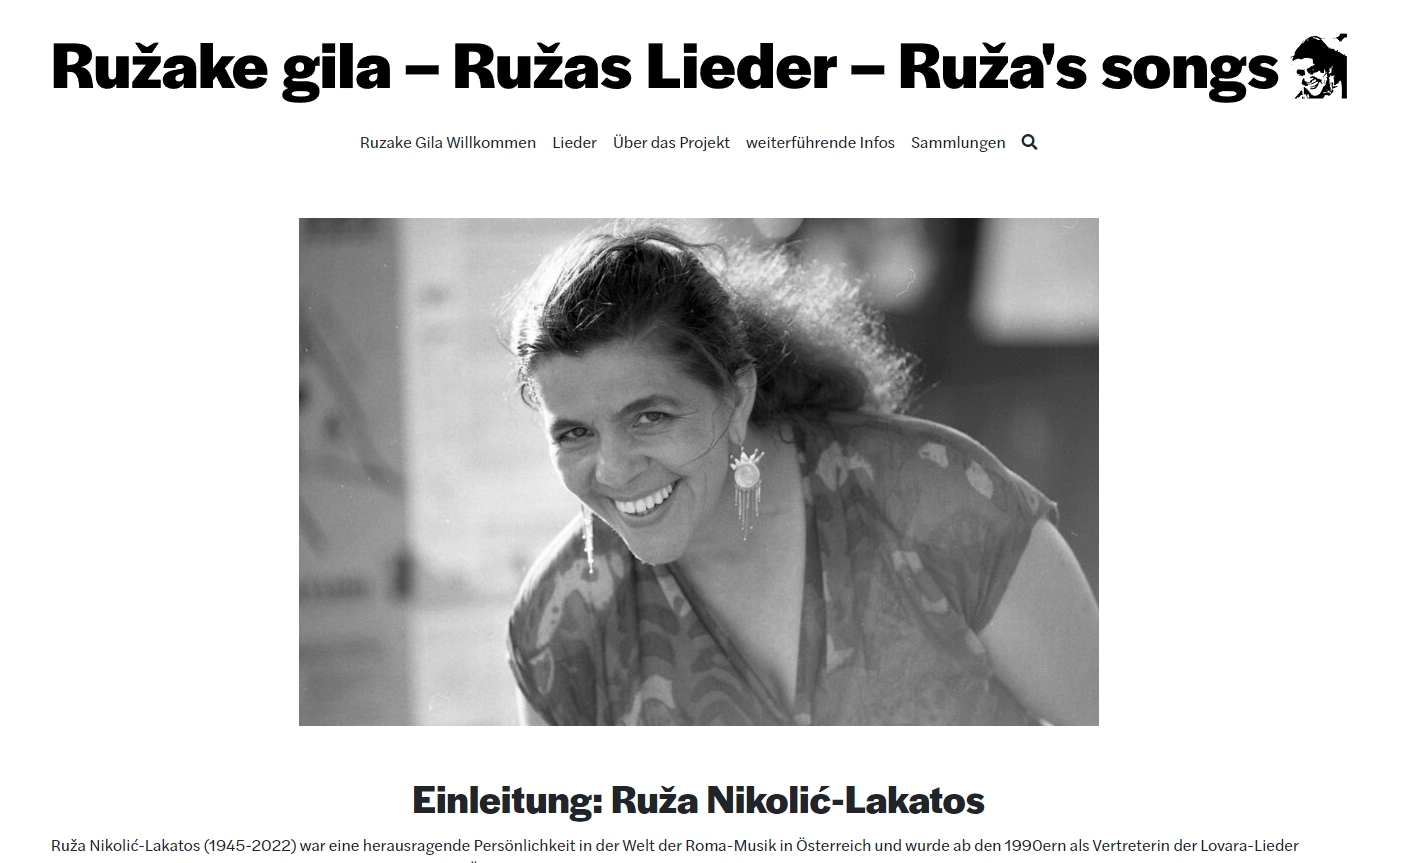 Ružake gila – Ružas Lieder – Ruža's songs
Ruzake Gila Willkommen Lieder Über das Projekt weiterführende Infos Sammlungen
Einleitung: Ruža Nikolić-Lakatos
Ruža Nikolić-Lakatos (1945-2022) war eine herausragende Persönlichkeit in der Welt der Roma-Musik in Österreich und wurde ab den 1990ern als Vertreterin der Lovara-Lieder